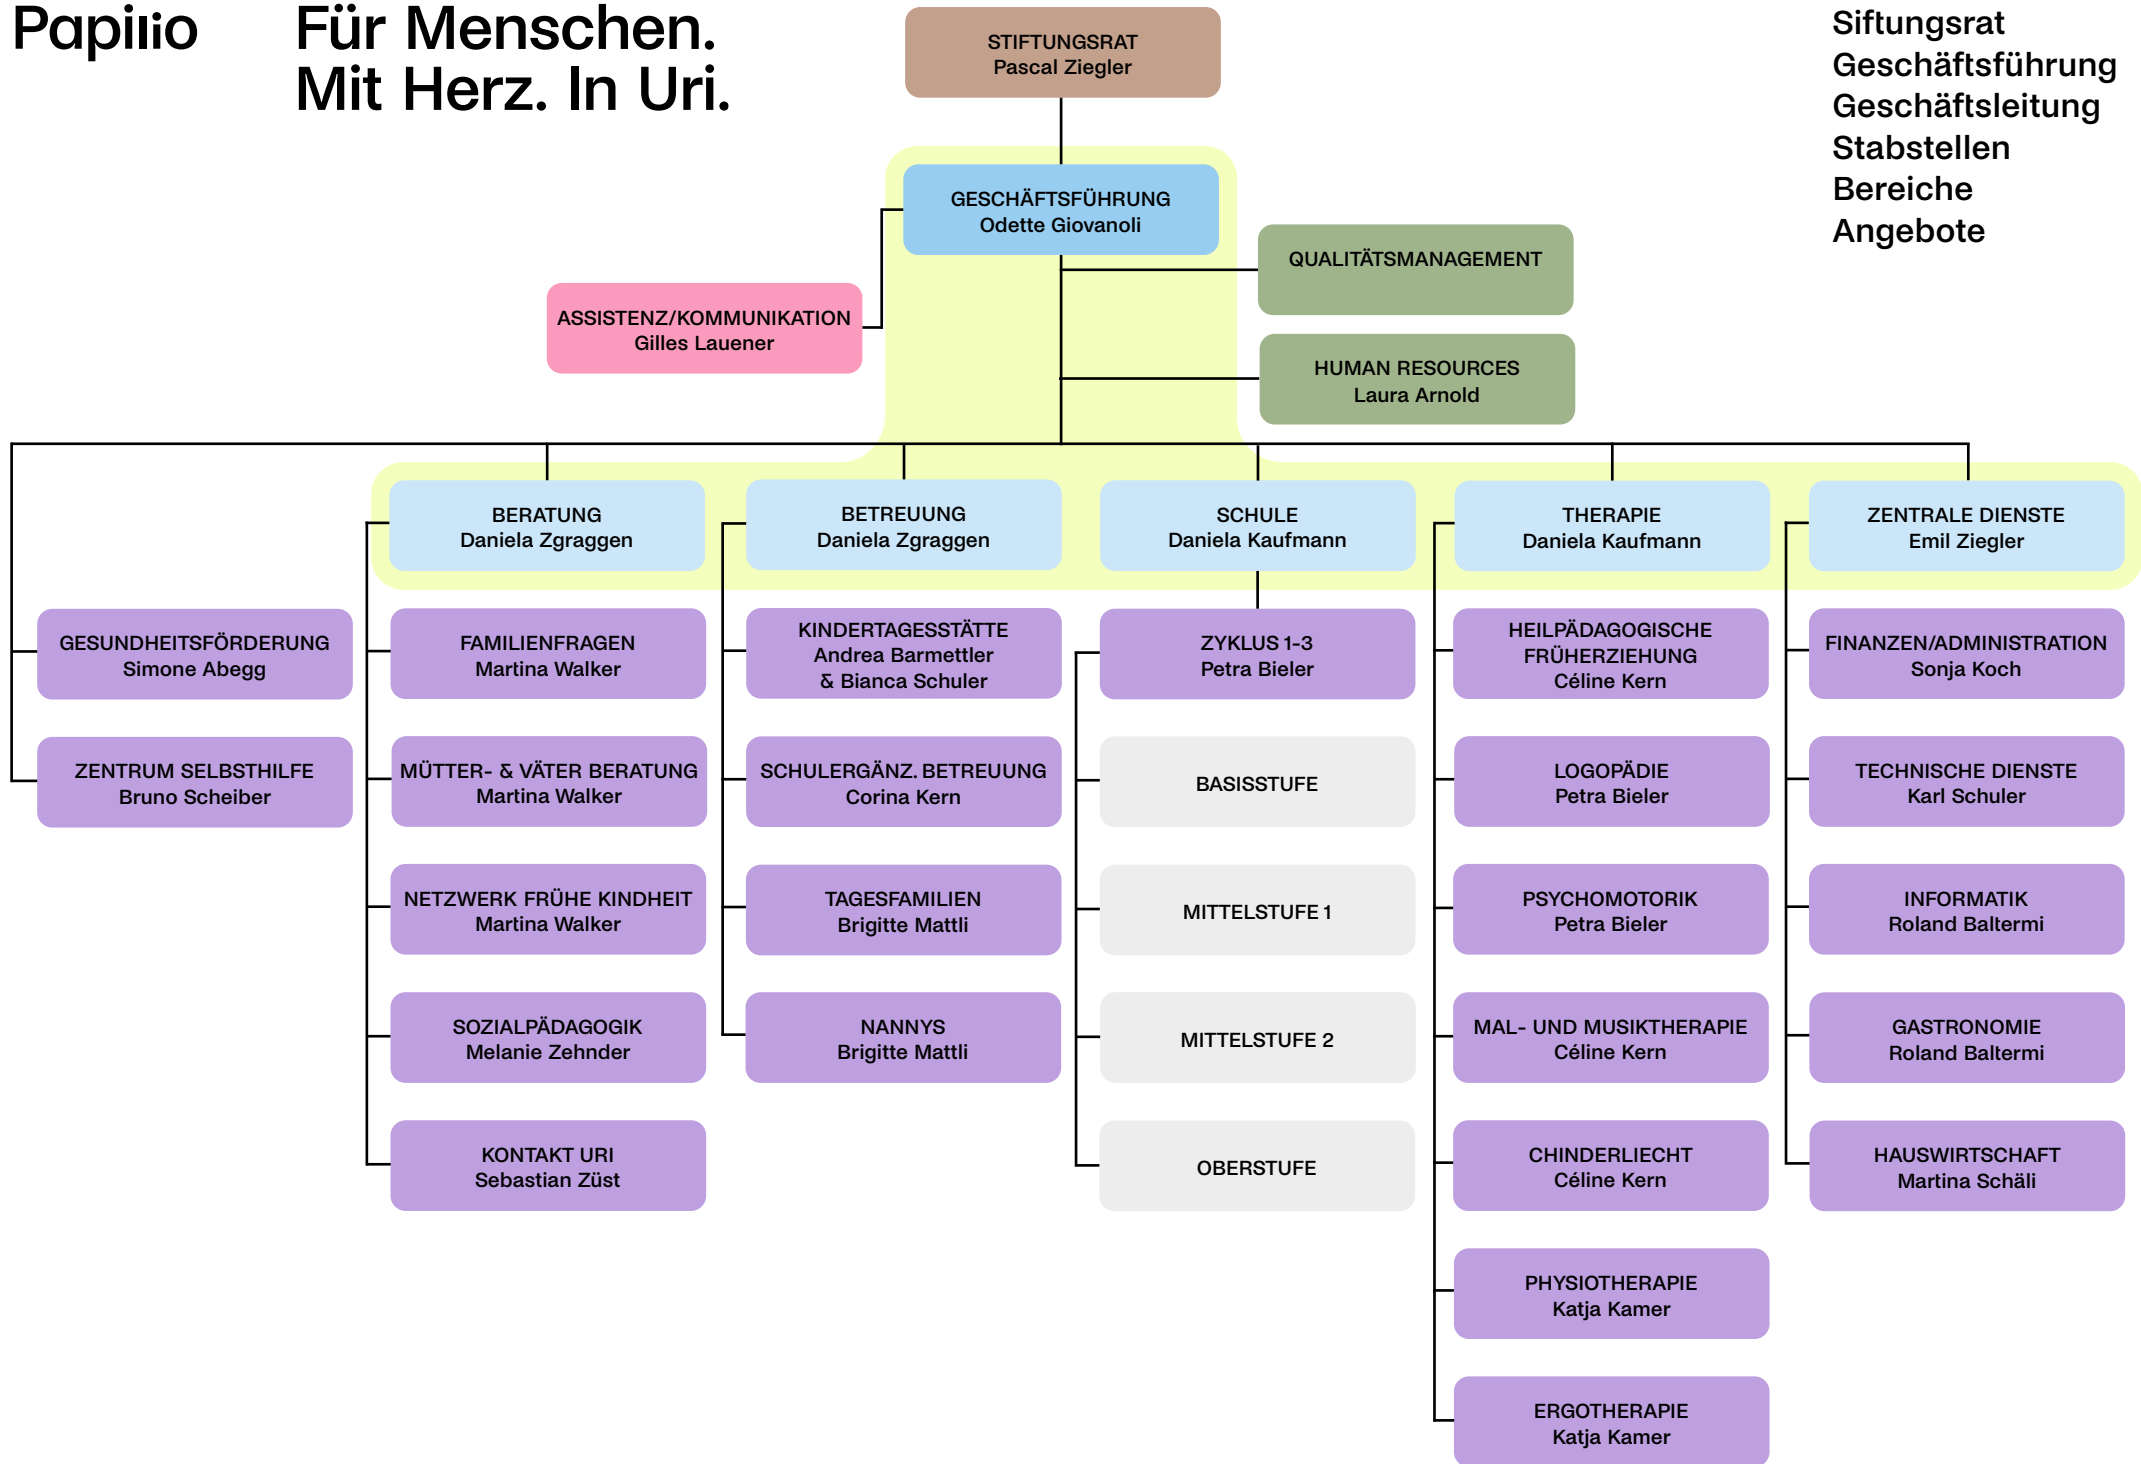 Papilio
Für Menschen.
Mit Herz. In Uri.
STIFTUNGSRAT
Pascal Ziegler
Siftungsrat
Geschäftsführung
Geschäftsleitung
Stabstellen
Bereiche
Angebote
GESCHÄFTSFÜHRUNG
Odette Giovanoli
QUALITÄTSMANAGEMENT
ASSISTENZ/KOMMUNIKATION
Gilles Lauener
HUMAN RESOURCES
Laura Arnold
BERATUNG
Daniela Zgraggen
BETREUUNG
Daniela Zgraggen
SCHULE
Daniela Kaufmann
THERAPIE
Daniela Kaufmann
ZENTRALE DIENSTE
Emil Ziegler
GESUNDHEITSFÖRDERUNG
Simone Abegg
ZENTRUM SELBSTHILFE
Bruno Scheiber
FAMILIENFRAGEN
Martina Walker
MÜTTER- & VÄTER BERATUNG
Martina Walker
NETZWERK FRÜHE KINDHEIT
Martina Walker
SOZIALPÄDAGOGIK
Melanie Zehnder
KONTAKT URI
Sebastian Züst
KINDERTAGESSTÄTTE
Andrea Barmettler
& Bianca Schuler
SCHULERGÄNZ. BETREUUNG
Corina Kern
TAGESFAMILIEN
Brigitte Mattli
NANNYS
Brigitte Mattli
ZYKLUS 1-3
Petra Bieler
BASISSTUFE
MITTELSTUFE 1
MITTELSTUFE 2
OBERSTUFE
HEILPÄDAGOGISCHE
FRÜHERZIEHUNG
Céline Kern
LOGOPÄDIE
Petra Bieler
PSYCHOMOTORIK
Petra Bieler
MAL- UND MUSIKTHERAPIE
Céline Kern
CHINDERLIECHT
Céline Kern
PHYSIOTHERAPIE
Katja Kamer
ERGOTHERAPIE
Katja Kamer
FINANZEN/ADMINISTRATION
Sonja Koch
TECHNISCHE DIENSTE
Karl Schuler
INFORMATIK
Roland Baltermi
GASTRONOMIE
Roland Baltermi
HAUSWIRTSCHAFT
Martina Schäli